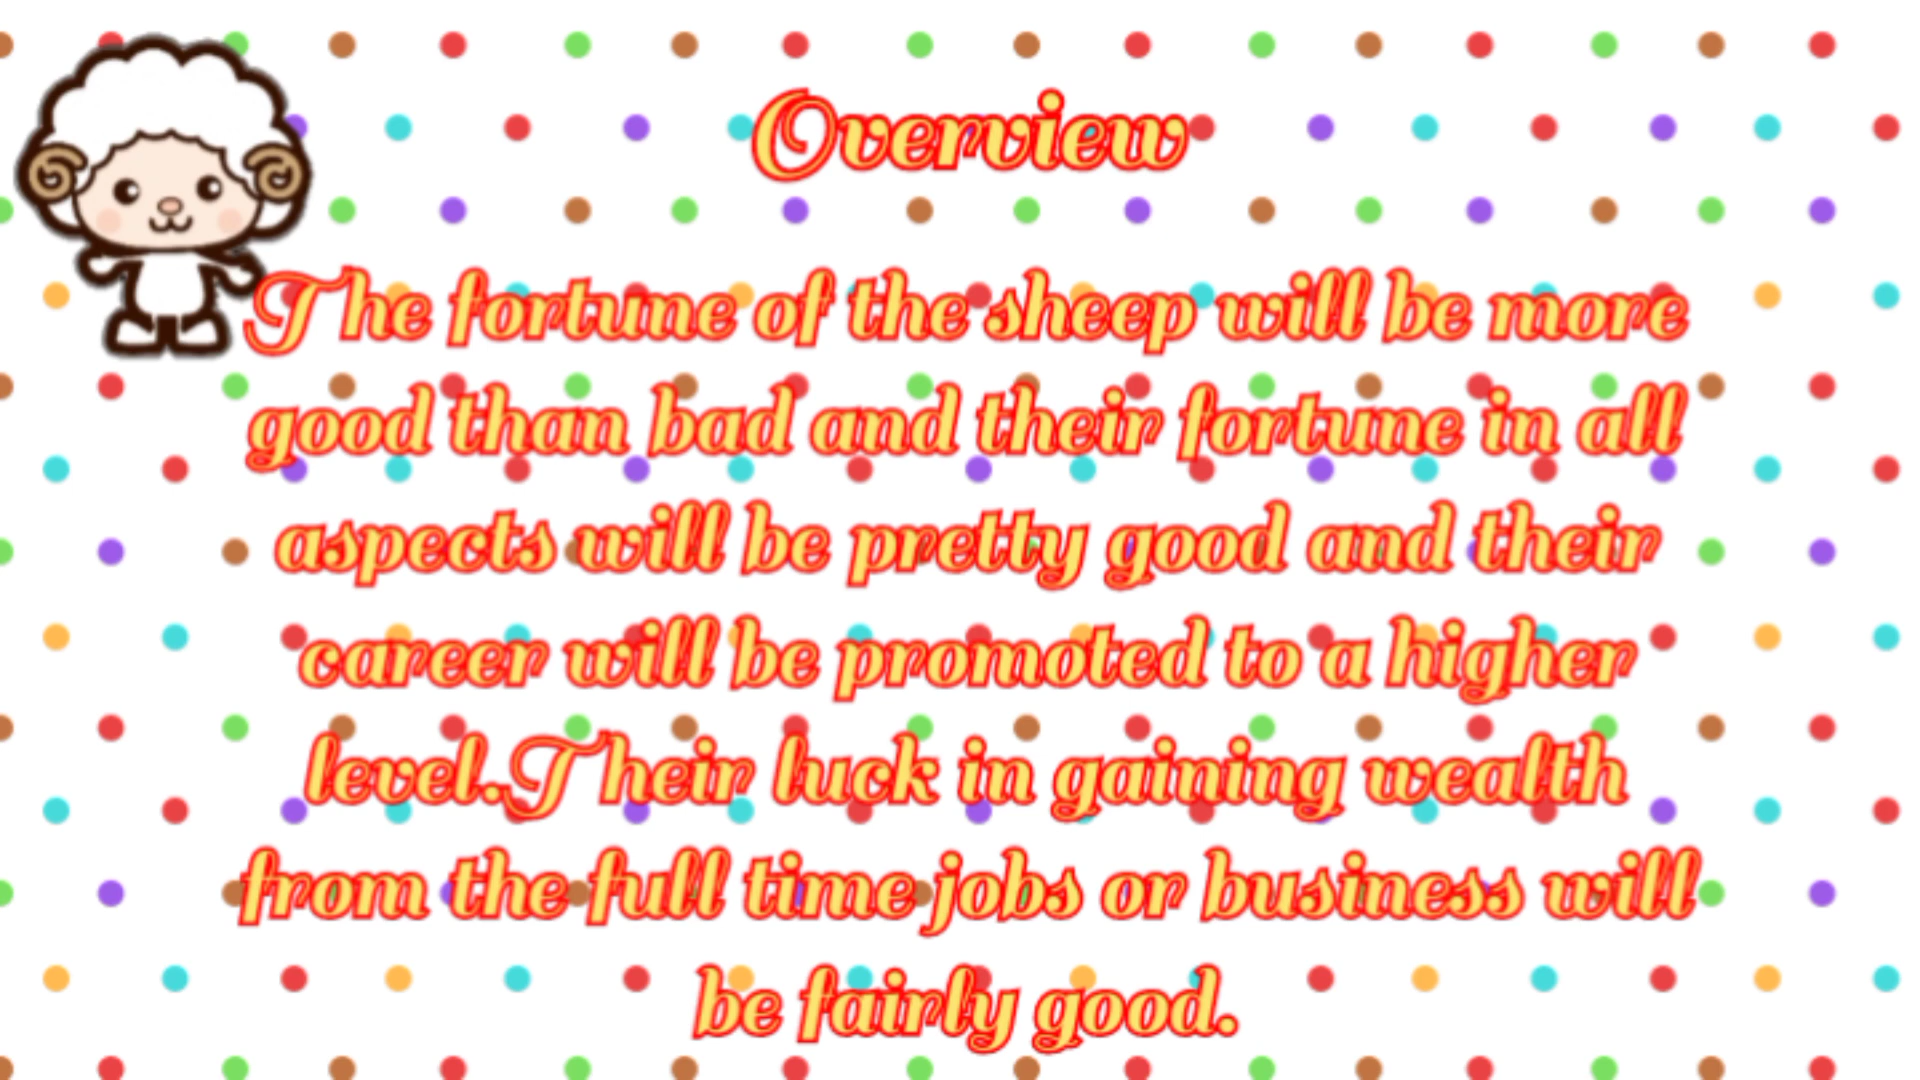 Overview
The fortune of the sheep will be more
good than bad and their fortune in all
aspects will be pretty good and their
career will be promoted to a higher
level.Their luck in gaining wealth
from the full time jobs or business will
be fairly good.